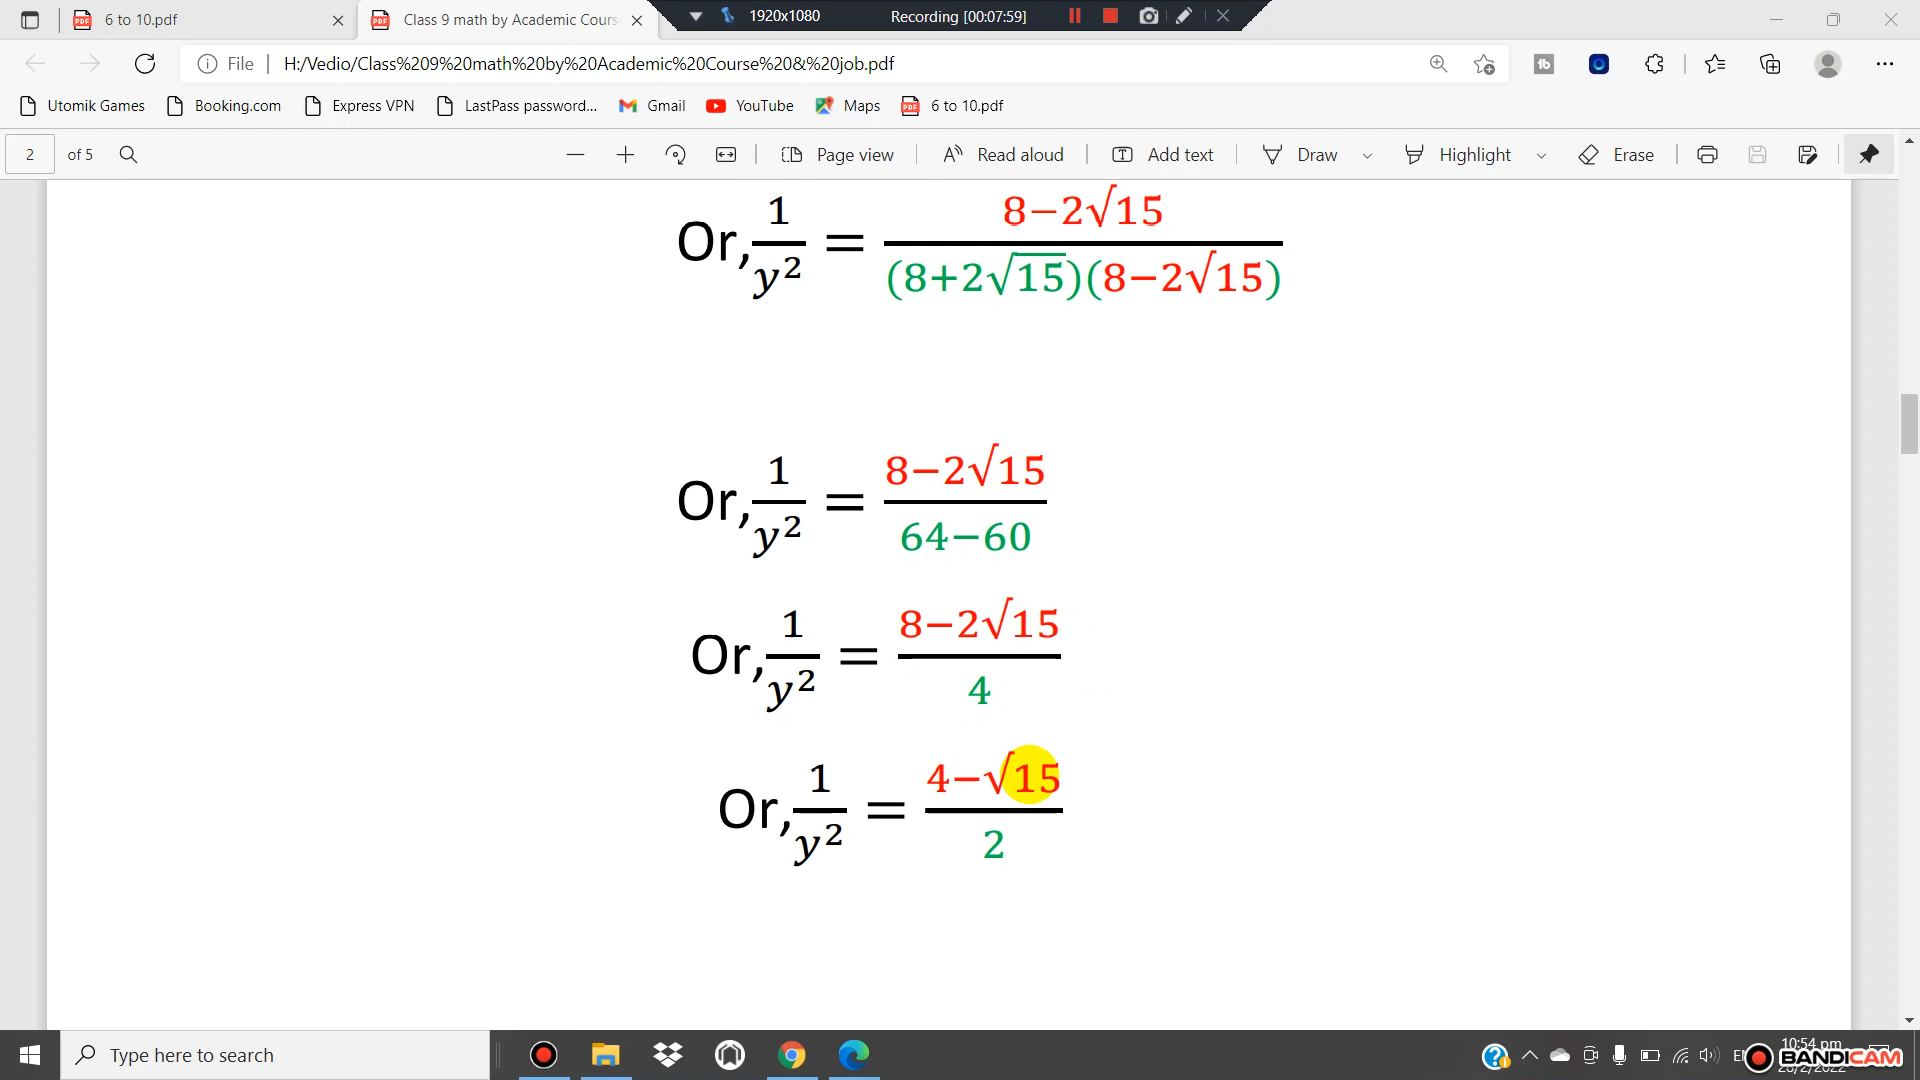 6 to 10.pdf
Class 9 math by Academic Cours
1920x1080
Recording [00:07:59]
File
H:/Vedio/Class%209%20math%20by%20Academic%20Course%20&%20job.pdf
Utomik Games
Booking.com
Express VPN
LastPass password...
Gmail
YouTube
Maps
6 to 10.pdf
2 of 5
Page view
Read aloud
Add text
Draw
Highlight
Erase
Or, 1/y² = 8−2√15/(8+2√15)(8−2√15)
Or, 1/y² = 8−2√15/64−60
Or, 1/y² = 8−2√15/4
Or, 1/y² = 4−√15/2
Type here to search
10:54 pm
BANDICAM